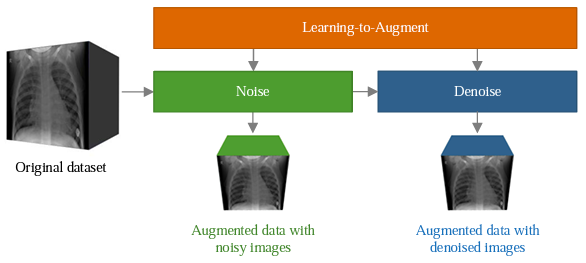 Learning-to-Augment
Noise
Denoise
Original dataset
Augmented data with
noisy images
Augmented data with
denoised images